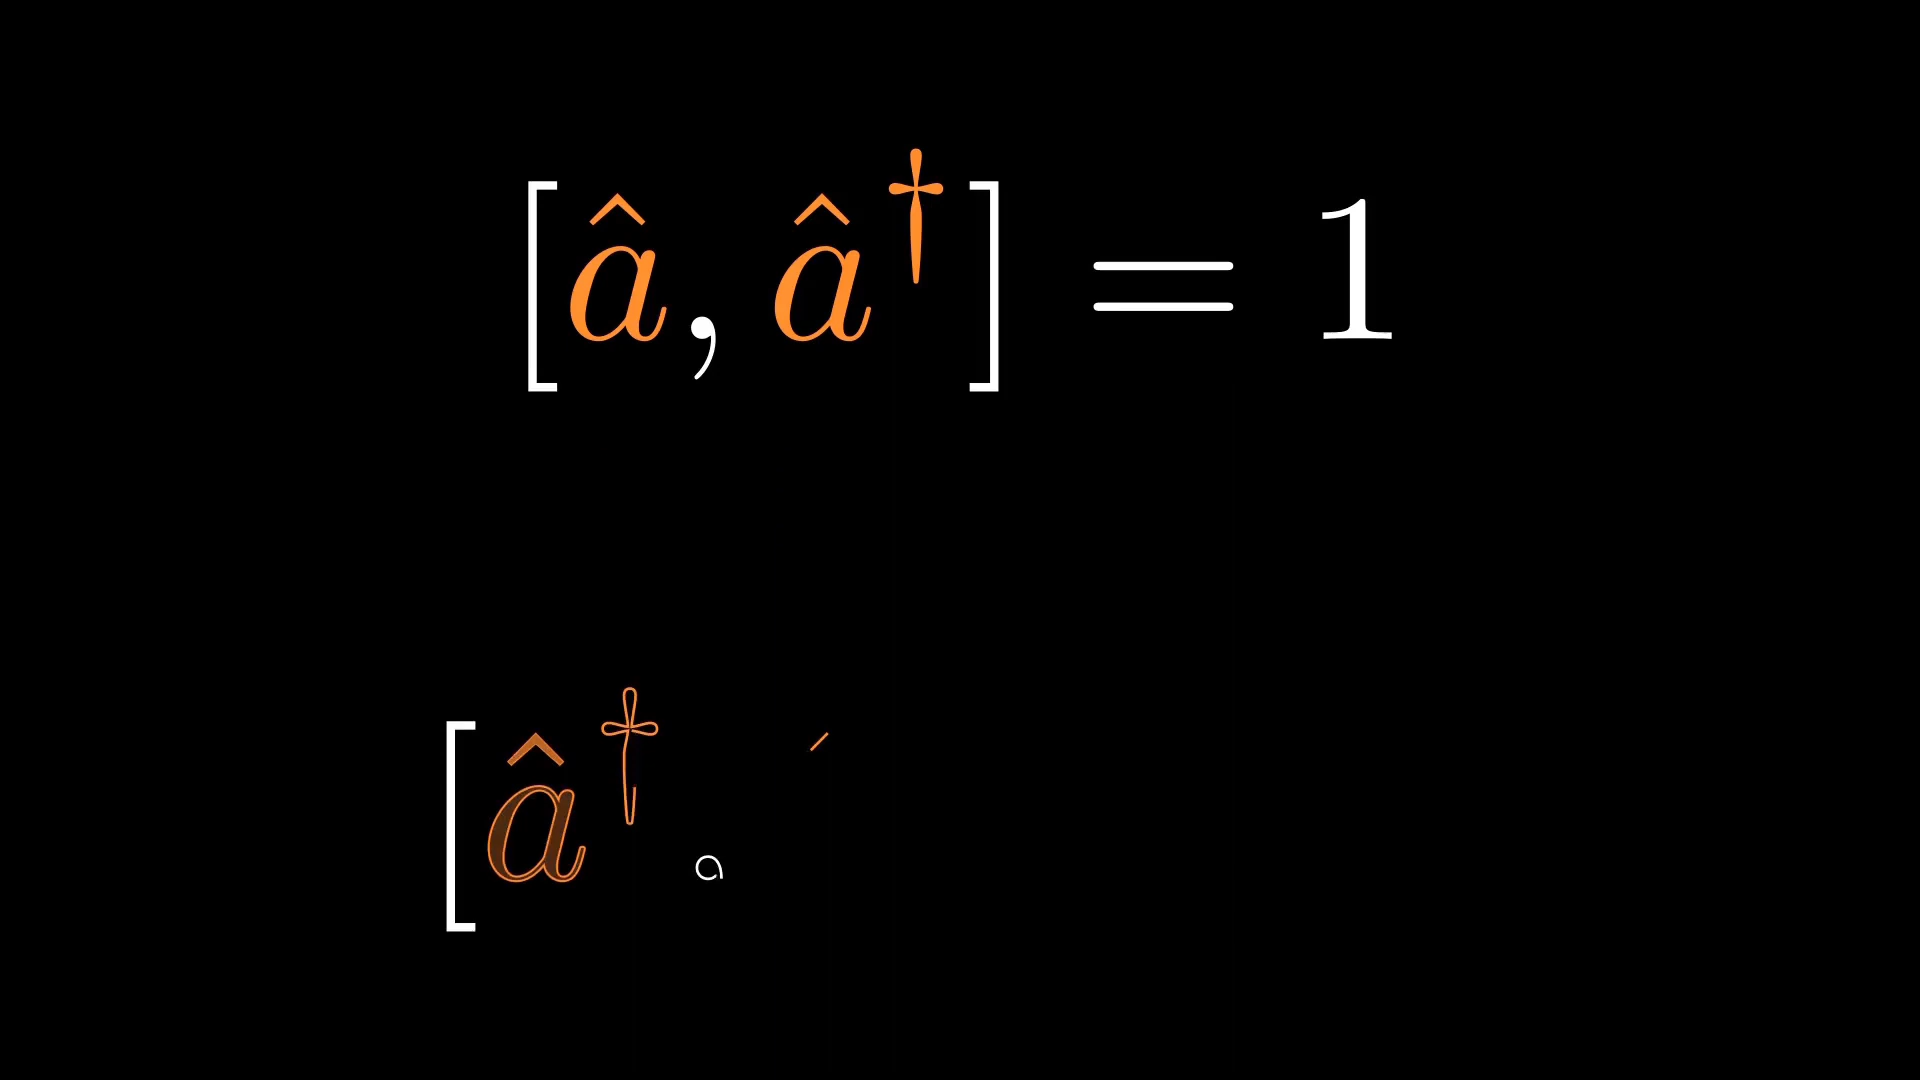 [â, â†] = 1
[â†,